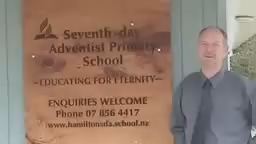 Seventh-day
Adventist Primary
School
~EDUCATING FOR ETERNITY~
ENQUIRIES WELCOME
Phone 07 856 4417
www.hamiltonsda.school.nz